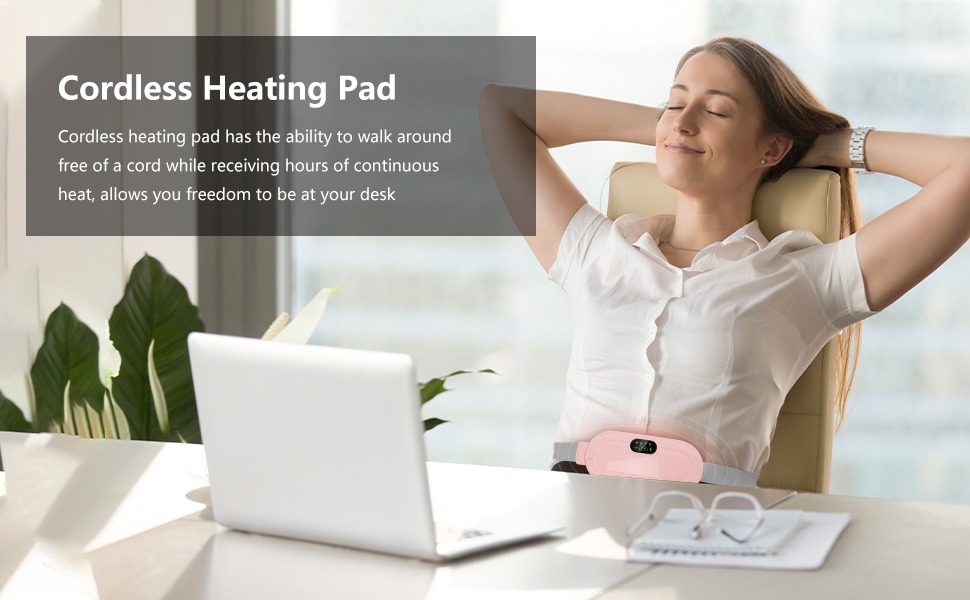 Cordless Heating Pad
Cordless heating pad has the ability to walk around
free of a cord while receiving hours of continuous
heat, allows you freedom to be at your desk